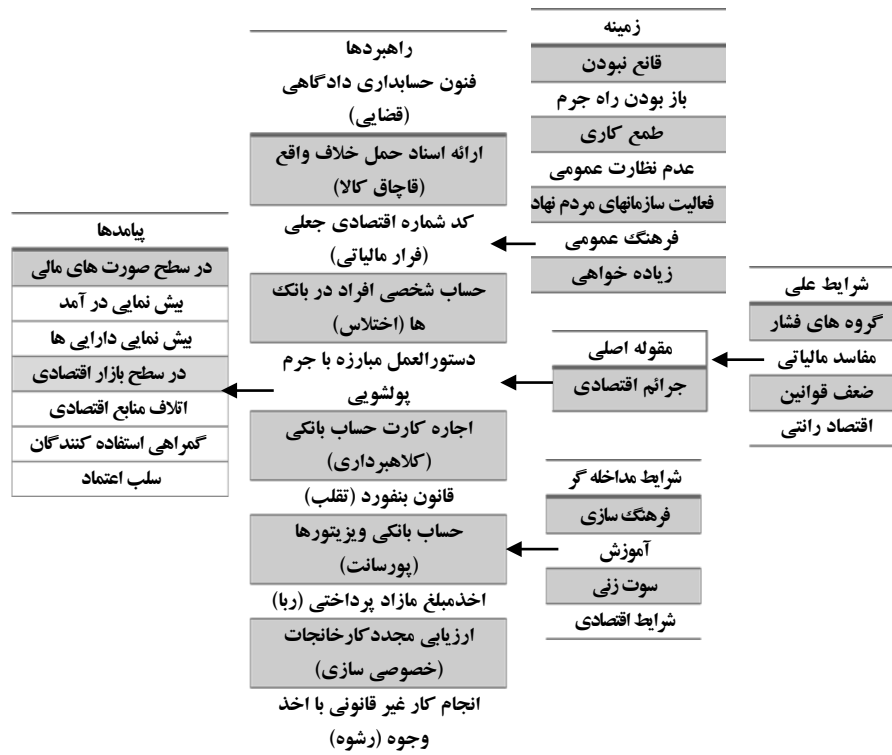 زمینه
قانع نبودن
باز بودن راه جرم
طمع کاری
عدم نظارت عمومی
فعالیت سازمانهای مردم نهاد
فرهنگ عمومی
زیاده خواهی
شرایط علی
گروه های فشار
مفاسد مالیاتی
ضعف قوانین
اقتصاد رانتی
مقوله اصلی
جرائم اقتصادی
شرایط مداخله گر
فرهنگ سازی
آموزش
سوت زنی
شرایط اقتصادی
راهبردها
فنون حسابداری دادگاهی
(قضایی)
ارائه اسناد حمل خلاف واقع
(قاچاق کالا)
کد شماره اقتصادی جعلی
(فرار مالیاتی)
حساب شخصی افراد در بانک
ها (اختلاس)
دستورالعمل مبارزه با جرم
پولشویی
اجاره کارت حساب بانکی
(کلاهبرداری)
قانون بنفورد (تقلب)
حساب بانکی ویزیتورها
(پورسانت)
اخذمبلغ مازاد پرداختی (ربا)
ارزیابی مجددکارخانجات
(خصوصی سازی)
انجام کار غیر قانونی با اخذ
وجوه (رشوه)
پیامدها
در سطح صورت های مالی
بیش نمایی در آمد
بیش نمایی دارایی ها
در سطح بازار اقتصادی
اتلاف منابع اقتصادی
گمراهی استفاده کنندگان
سلب اعتماد